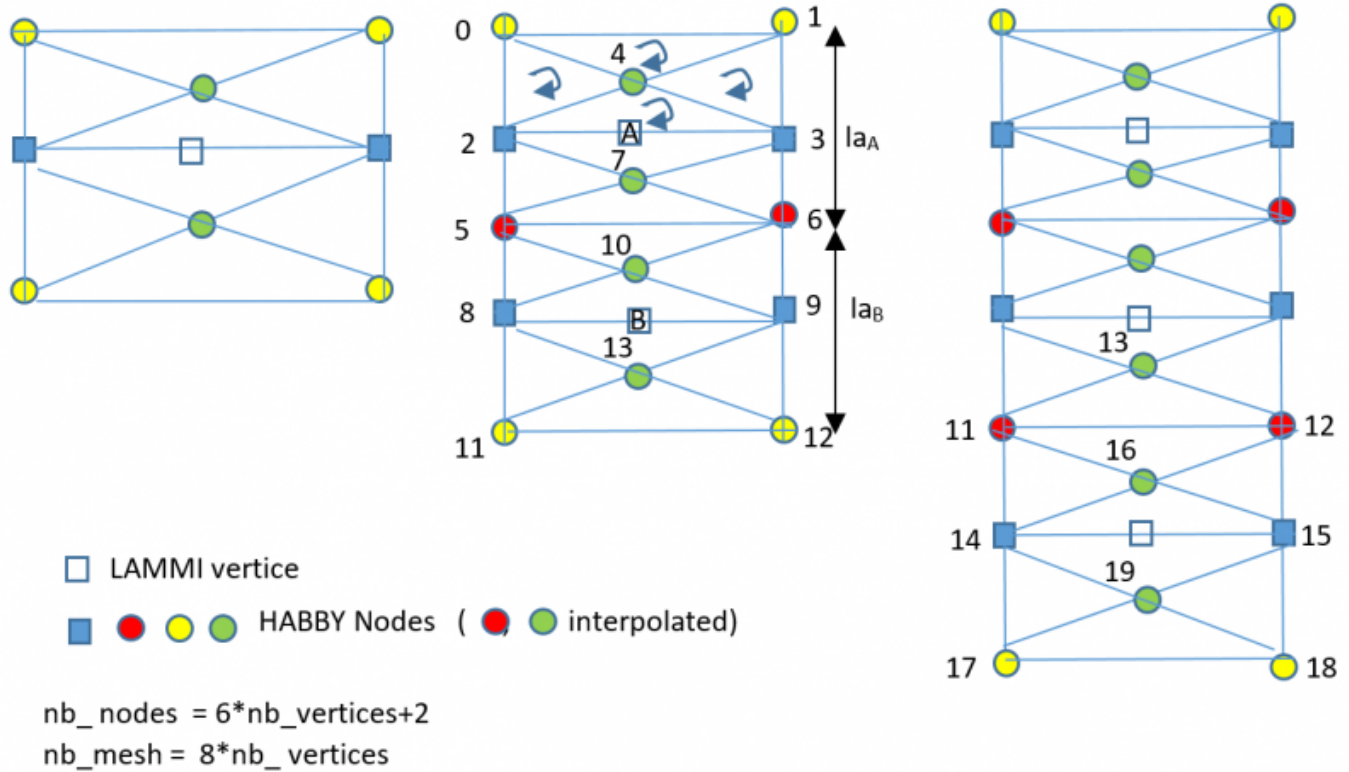 0
1
4
A
2
3
la_A
7
5
6
10
8
9
la_B
B
13
11
12
13
11
12
16
14
15
19
17
18
LAMMI vertice
HABBY Nodes ( , interpolated)
nb_ nodes = 6*nb_vertices+2
nb_mesh = 8*nb_ vertices